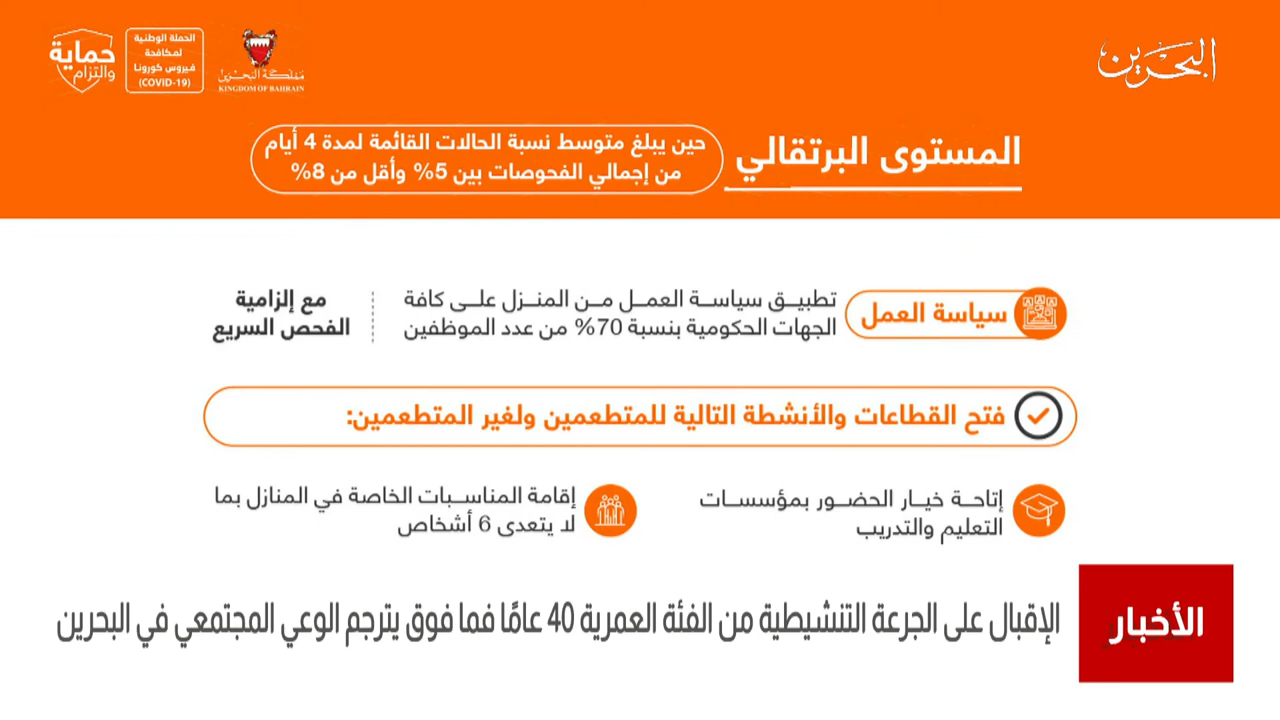 حماية
والتزام
الحملة الوطنية
لمكافحة
فيروس كورونا
(COVID-19)
مملكة البحرين
KINGDOM OF BAHRAIN
البحرين
المستوى البرتقالي
حين يبلغ متوسط نسبة الحالات القائمة لمدة 4 أيام
من إجمالي الفحوصات بين 5% وأقل من 8%
سياسة العمل
تطبيق سياسة العمل من المنزل على كافة
الجهات الحكومية بنسبة 70% من عدد الموظفين
مع إلزامية
الفحص السريع
فتح القطاعات والأنشطة التالية للمتطعمين ولغير المتطعمين:
إتاحة خيار الحضور بمؤسسات
التعليم والتدريب
إقامة المناسبات الخاصة في المنازل بما
لا يتعدى 6 أشخاص
الأخبار
الإقبال على الجرعة التنشيطية من الفئة العمرية 40 عامًا فما فوق يترجم الوعي المجتمعي في البحرين